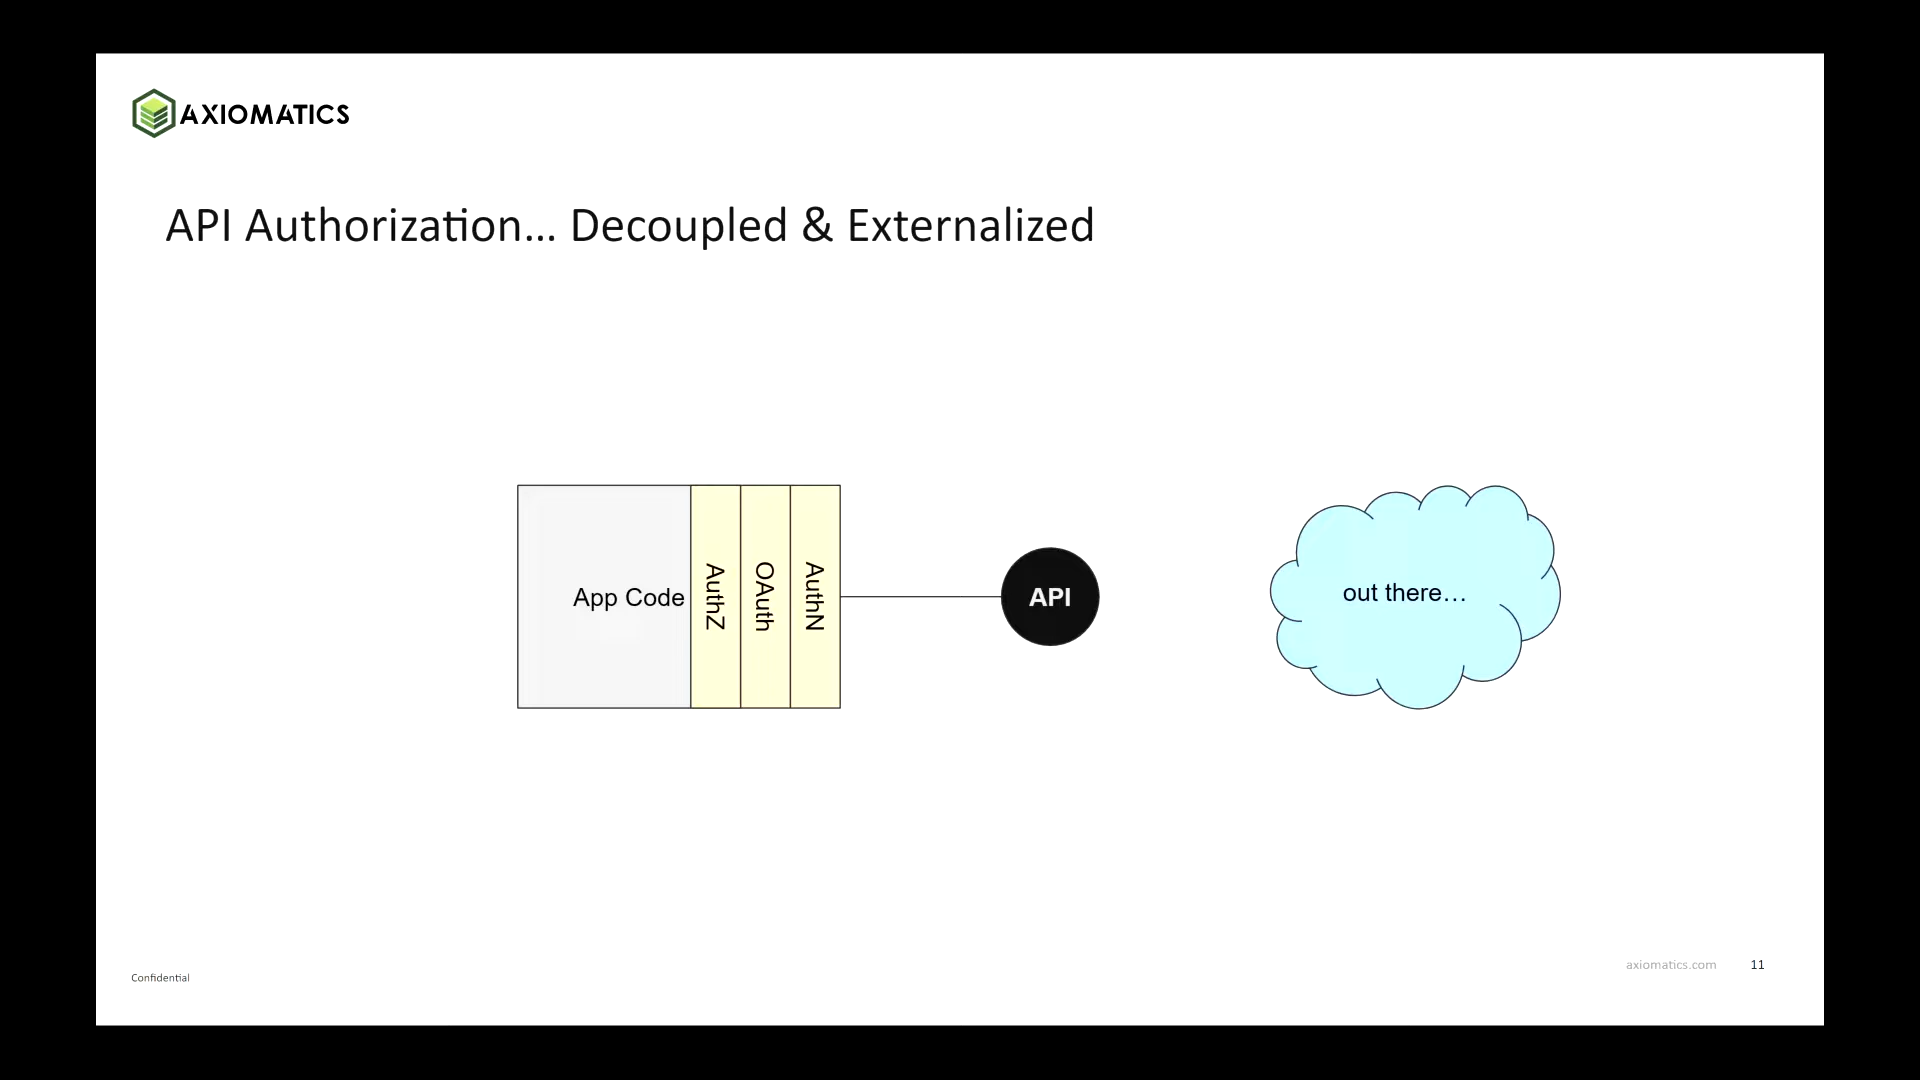 AXIOMATICS
API Authorization... Decoupled & Externalized
App Code
AuthZ
OAuth
AuthN
API
out there...
Confidential
axiomatics.com
11